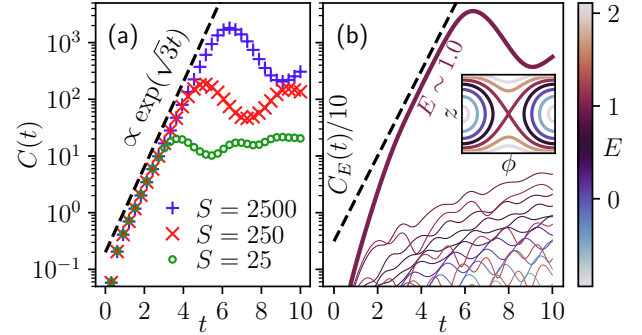 (a)
∝ exp(√3t)
C(t)
10³
10²
10¹
10⁰
10⁻¹
S = 2500
S = 250
S = 25
0 2 4 6 8 10
t
(b)
C_E(t)/10
E ∼ 1.0
z
ϕ
0 2 4 6 8 10
t
2
1
0
E